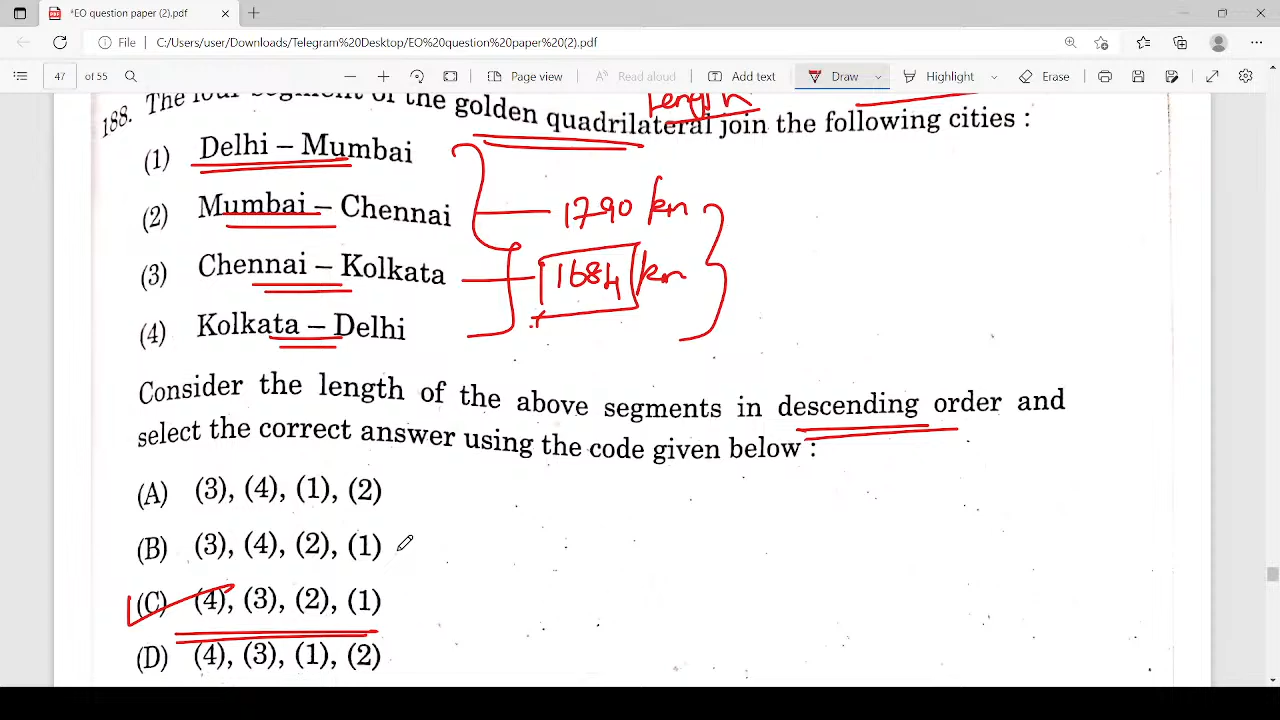 *EO question paper (2).pdf
File C:/Users/user/Downloads/Telegram%20Desktop/EO%20question%20paper%20(2).pdf
47 of 55 Page view Read aloud Add text Draw Highlight Erase
Length
188. The four segment of the golden quadrilateral join the following cities :
(1) Delhi – Mumbai
(2) Mumbai – Chennai
1790 km
(3) Chennai – Kolkata
1684 km
(4) Kolkata – Delhi
Consider the length of the above segments in descending order and
select the correct answer using the code given below :
(A) (3), (4), (1), (2)
(B) (3), (4), (2), (1)
(C) (4), (3), (2), (1)
(D) (4), (3), (1), (2)